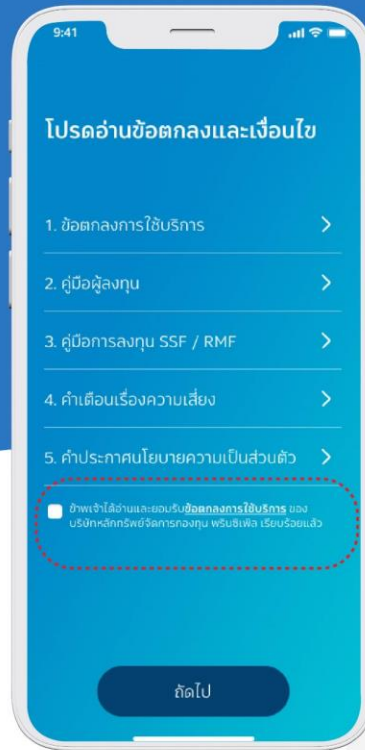 9:41
โปรดอ่านข้อตกลงและเงื่อนไข
1. ข้อตกลงการใช้บริการ
2. คู่มือผู้ลงทุน
3. คู่มือการลงทุน SSF / RMF
4. คำเตือนเรื่องความเสี่ยง
5. คำประกาศนโยบายความเป็นส่วนตัว
ข้าพเจ้าได้อ่านและยอมรับข้อตกลงการใช้บริการ ของ
บริษัทหลักทรัพย์จัดการกองทุน พรินซิเพิล เรียบร้อยแล้ว
ถัดไป